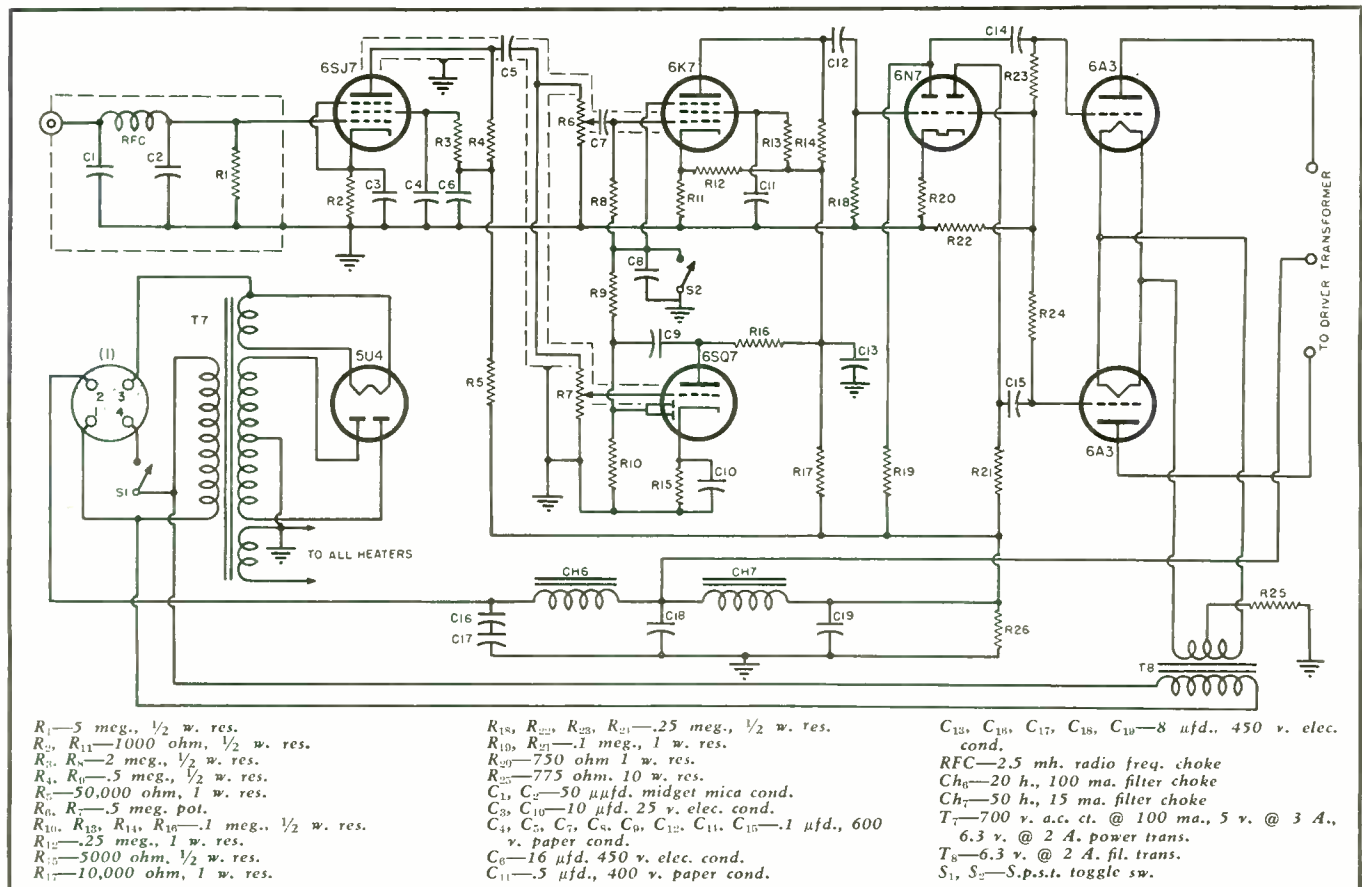 6SJ7
C5
6K7
C12
6N7
C14
R23
6A3
RFC
C1
C2
R1
R3
R4
R2
C3
C4
C6
R6
C7
R8
R13
R14
R12
R11
C11
R18
R20
R22
TO DRIVER TRANSFORMER
C8
S2
R9
C9
R16
6SQ7
C13
R24
T7
(1)
2
3
1
4
5U4
R5
R7
C15
6A3
R10
R15
C10
R17
R19
R21
S1
TO ALL HEATERS
CH6
CH7
C16
C17
C18
C19
R26
R25
T8
R1—5 meg., 1/2 w. res.
R2, R11—1000 ohm, 1/2 w. res.
R3, R8—2 meg., 1/2 w. res.
R4, R9—.5 meg., 1/2 w. res.
R5—50,000 ohm, 1 w. res.
R6, R7—.5 meg. pot.
R10, R13, R14, R16—.1 meg., 1/2 w. res.
R12—.25 meg., 1 w. res.
R15—5000 ohm, 1/2 w. res.
R17—10,000 ohm, 1 w. res.
R18, R22, R23, R24—.25 meg., 1/2 w. res.
R19, R21—.1 meg., 1 w. res.
R20—750 ohm 1 w. res.
R25—775 ohm. 10 w. res.
C1, C2—50 μμfd. midget mica cond.
C3, C10—10 μfd. 25 v. elec. cond.
C4, C5, C7, C8, C9, C12, C14, C15—.1 μfd., 600
v. paper cond.
C6—16 μfd. 450 v. elec. cond.
C11—.5 μfd., 400 v. paper cond.
C13, C16, C17, C18, C19—8 μfd., 450 v. elec.
cond.
RFC—2.5 mh. radio freq. choke
Ch6—20 h., 100 ma. filter choke
Ch7—50 h., 15 ma. filter choke
T7—700 v. a.c. ct. @ 100 ma., 5 v. @ 3 A.,
6.3 v. @ 2 A. power trans.
T8—6.3 v. @ 2 A. fil. trans.
S1, S2—S.p.s.t. toggle sw.